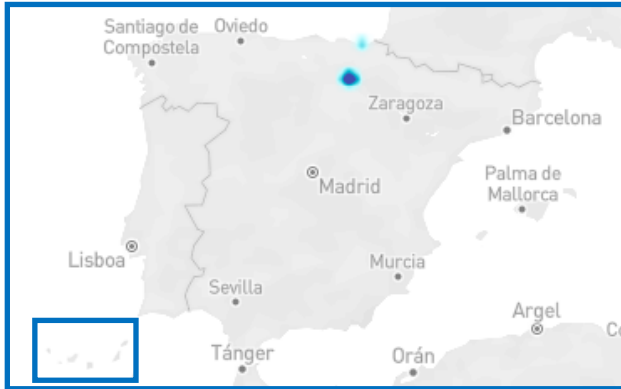 Santiago de
Compostela
Oviedo
Zaragoza
Barcelona
Madrid
Palma de
Mallorca
Lisboa
Murcia
Sevilla
Argel
Tánger
Orán